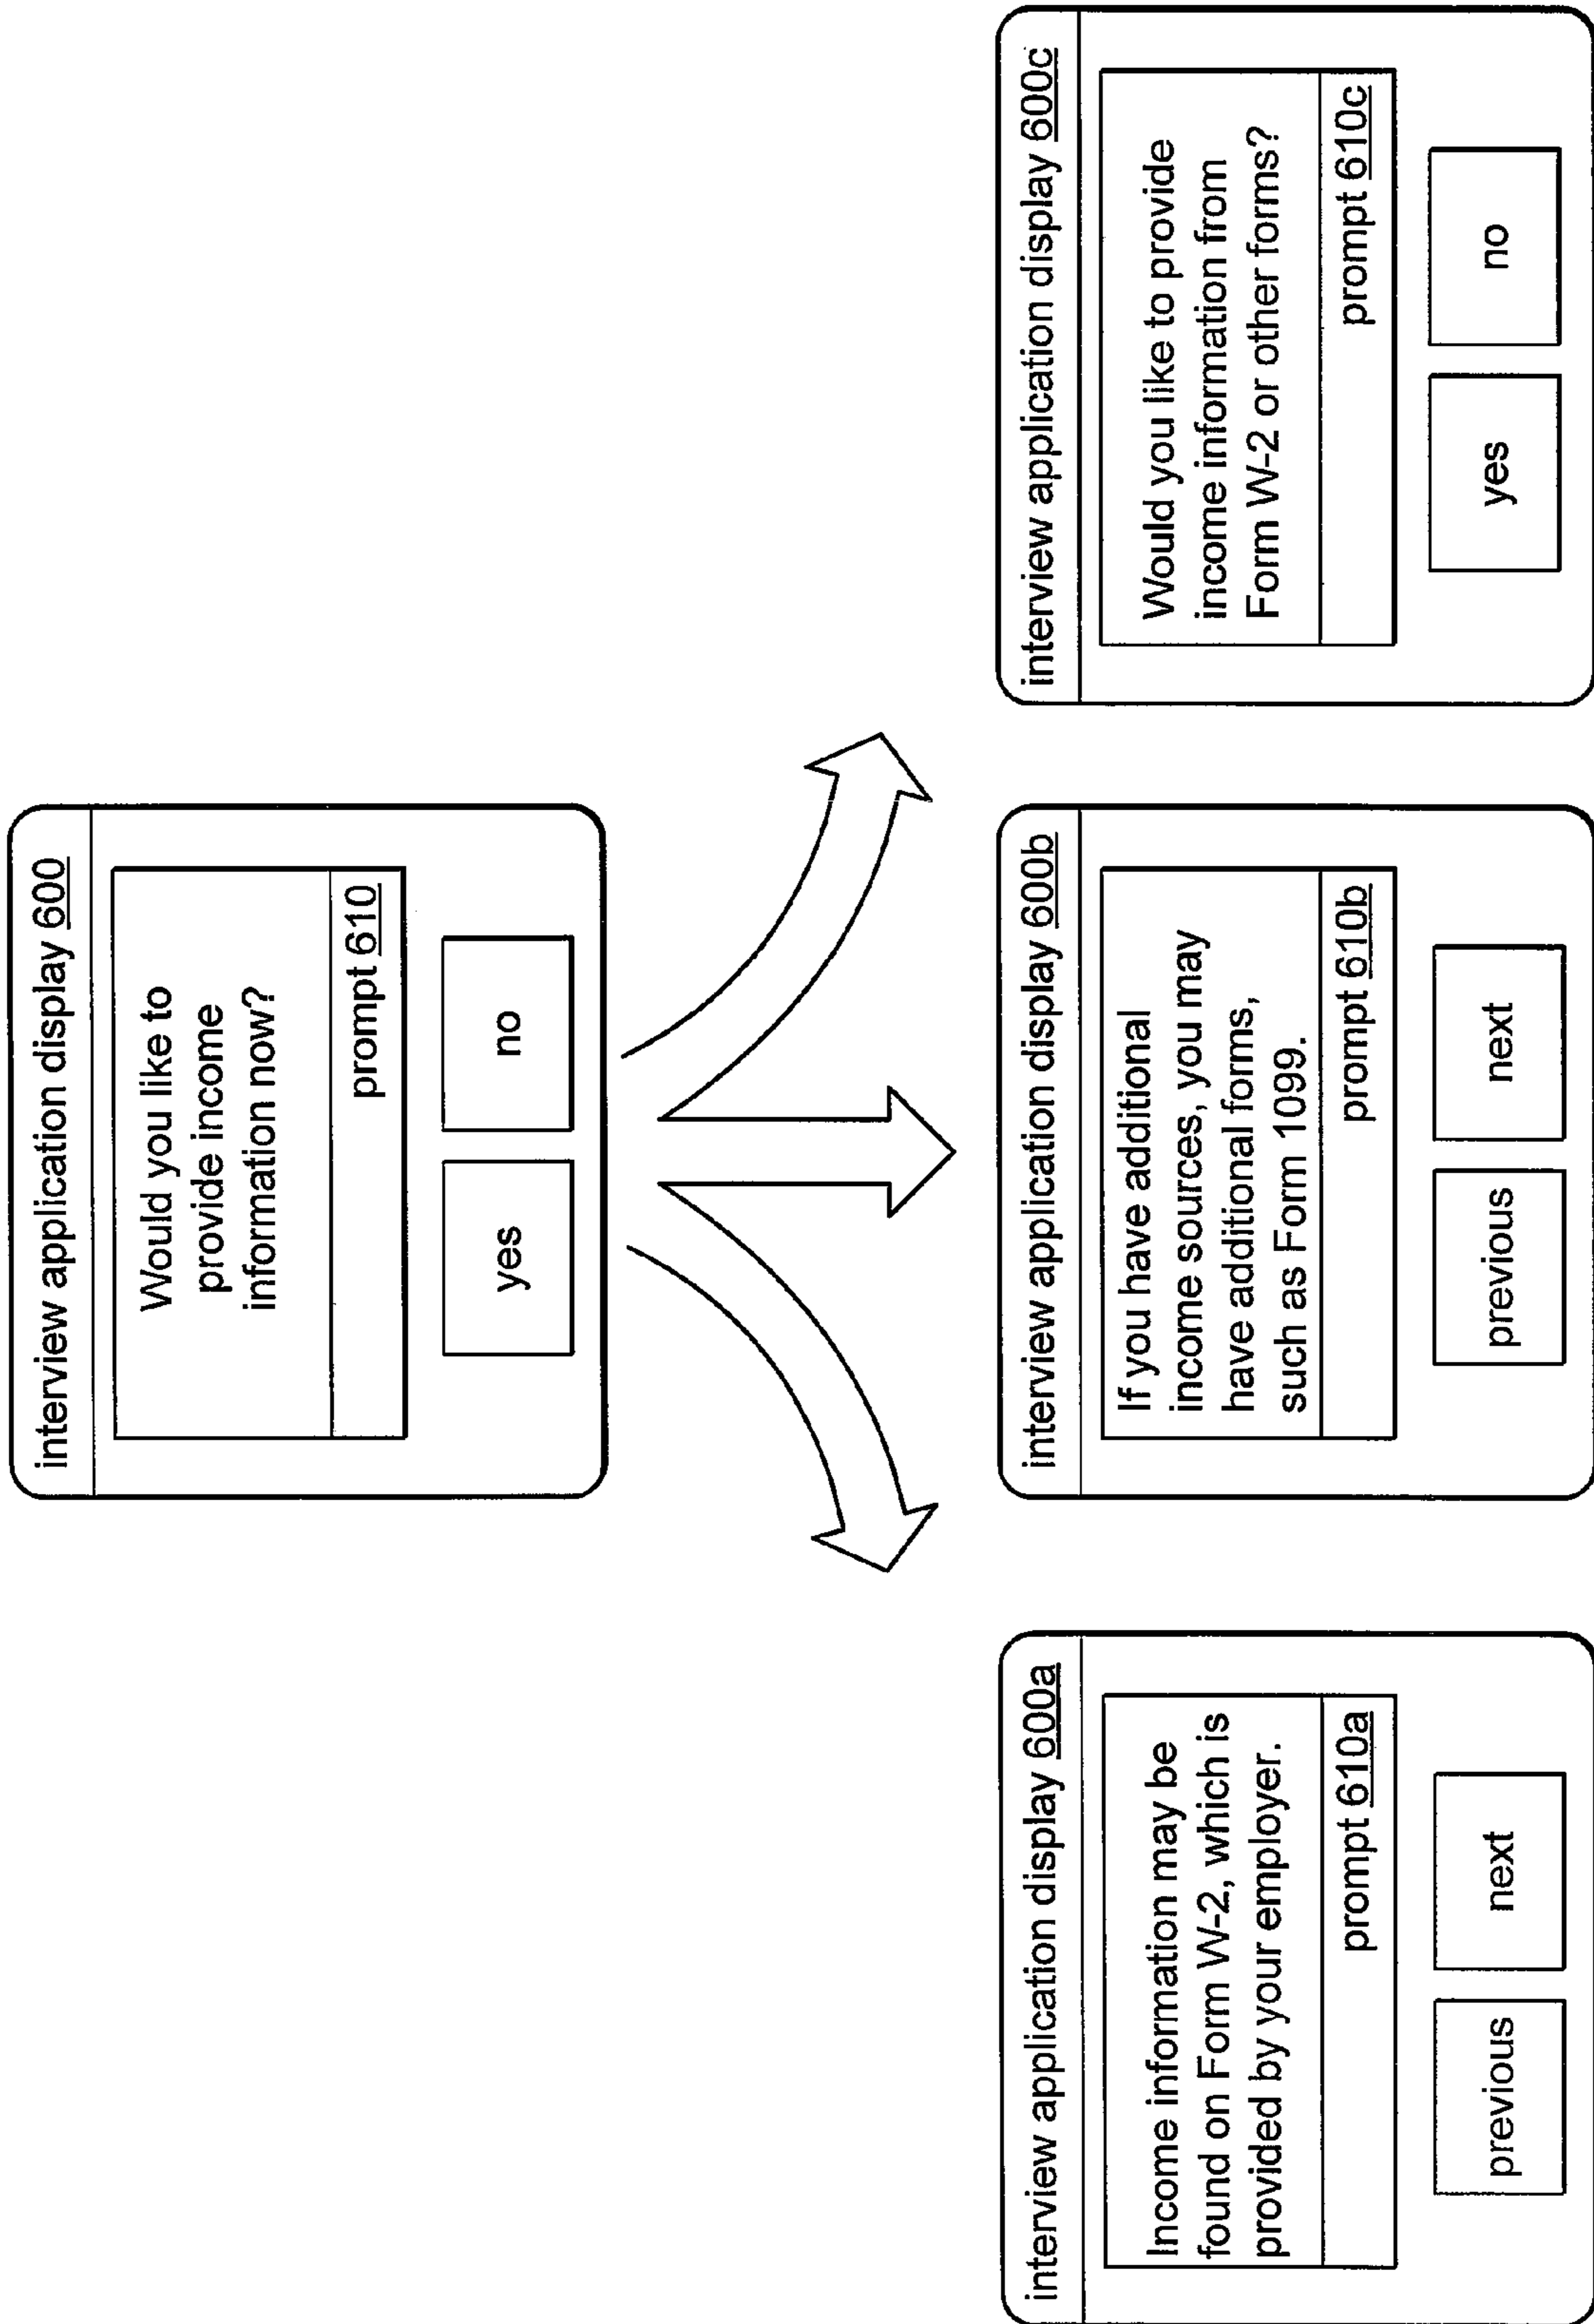 interview application display 600
Would you like to
provide income
information now?
prompt 610
yes
no
interview application display 600a
Income information may be
found on Form W-2, which is
provided by your employer.
prompt 610a
previous
next
interview application display 600b
If you have additional
income sources, you may
have additional forms,
such as Form 1099.
prompt 610b
previous
next
interview application display 600c
Would you like to provide
income information from
Form W-2 or other forms?
prompt 610c
yes
no